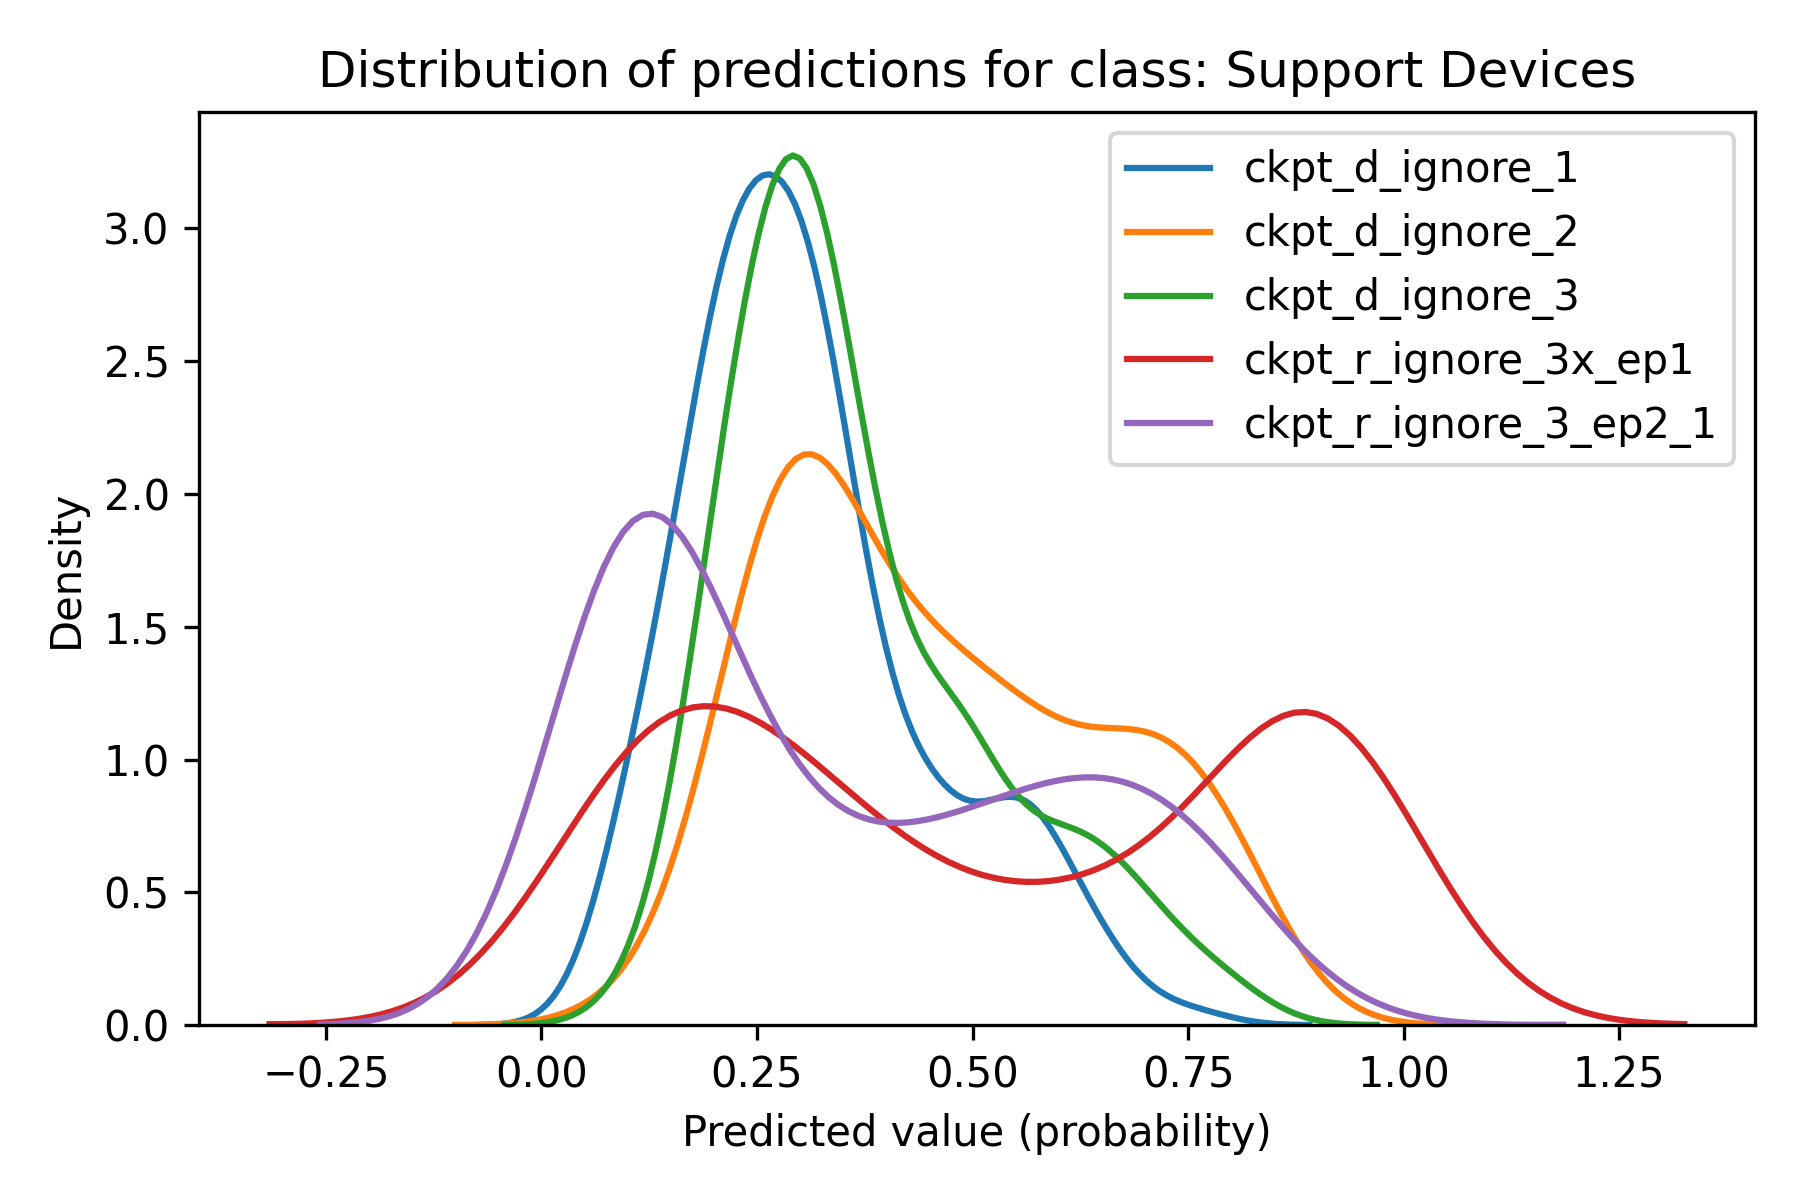 Distribution of predictions for class: Support Devices
ckpt_d_ignore_1
ckpt_d_ignore_2
ckpt_d_ignore_3
ckpt_r_ignore_3x_ep1
ckpt_r_ignore_3_ep2_1
Density
3.0
2.5
2.0
1.5
1.0
0.5
0.0
−0.25 0.00 0.25 0.50 0.75 1.00 1.25
Predicted value (probability)